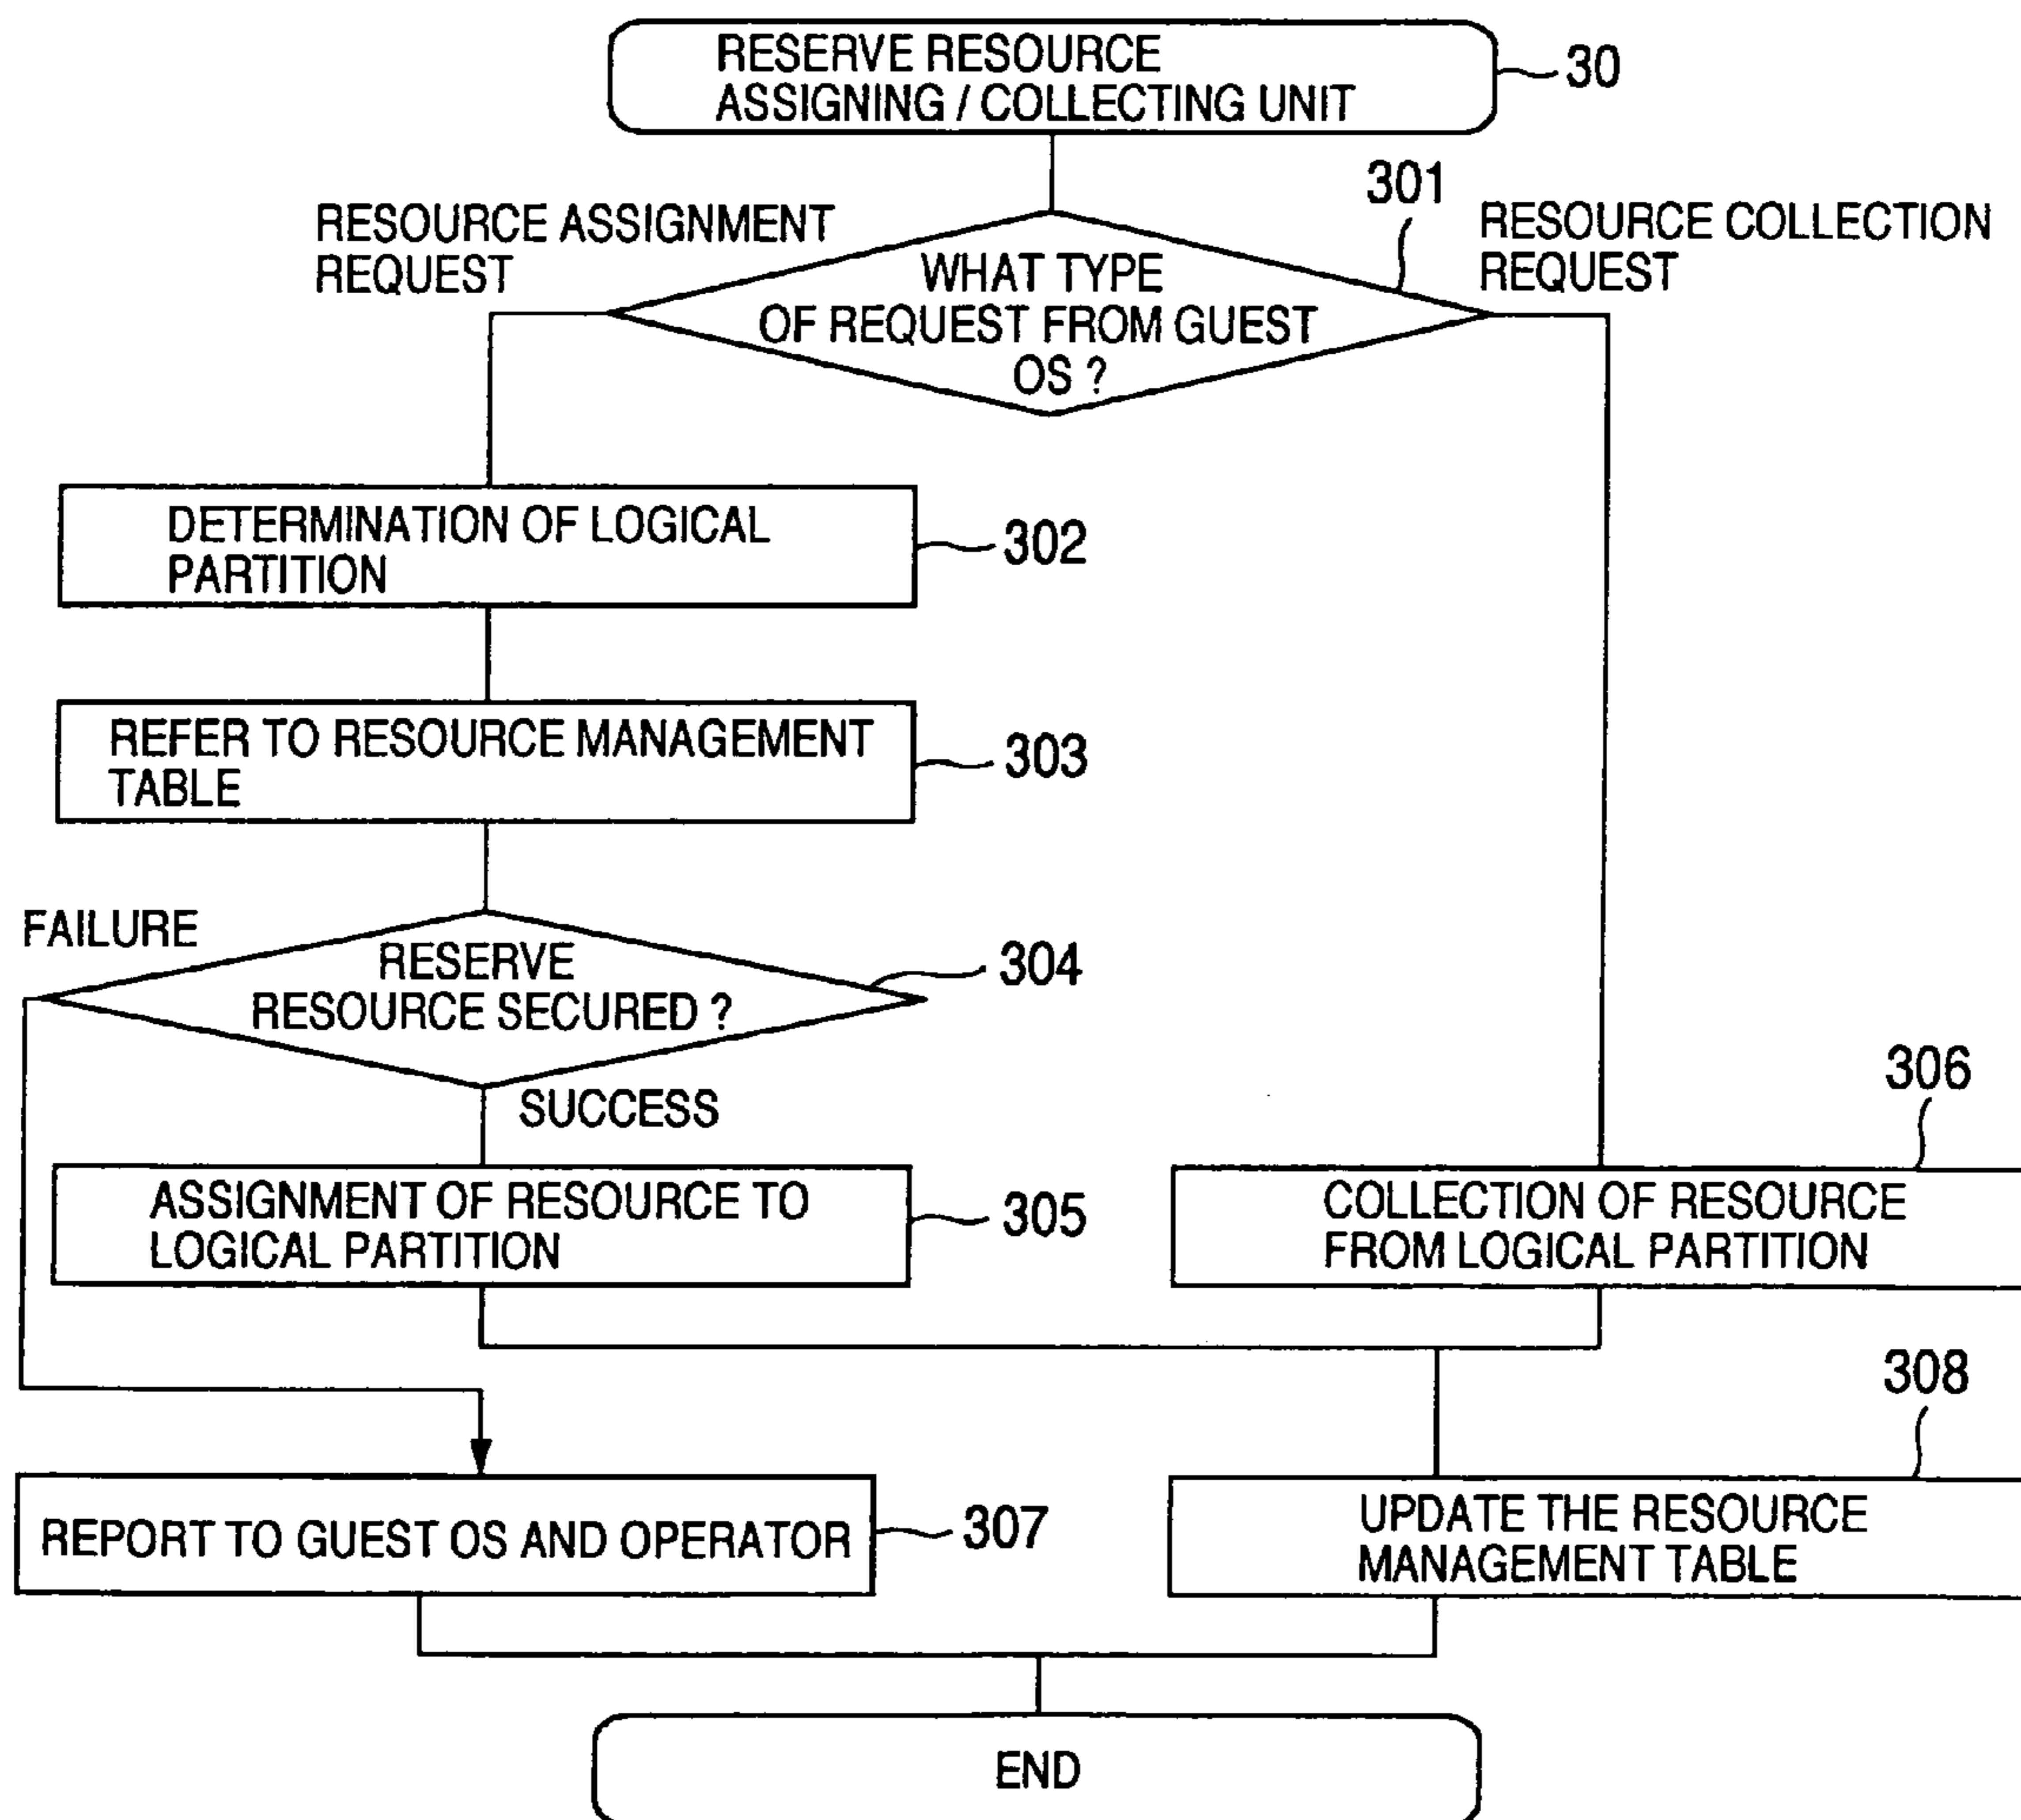 RESERVE RESOURCE
ASSIGNING / COLLECTING UNIT
30
301
RESOURCE ASSIGNMENT
REQUEST
RESOURCE COLLECTION
REQUEST
WHAT TYPE
OF REQUEST FROM GUEST
OS ?
DETERMINATION OF LOGICAL
PARTITION
302
REFER TO RESOURCE MANAGEMENT
TABLE
303
FAILURE
RESERVE
RESOURCE SECURED ?
304
SUCCESS
306
ASSIGNMENT OF RESOURCE TO
LOGICAL PARTITION
305
COLLECTION OF RESOURCE
FROM LOGICAL PARTITION
308
REPORT TO GUEST OS AND OPERATOR
307
UPDATE THE RESOURCE
MANAGEMENT TABLE
END